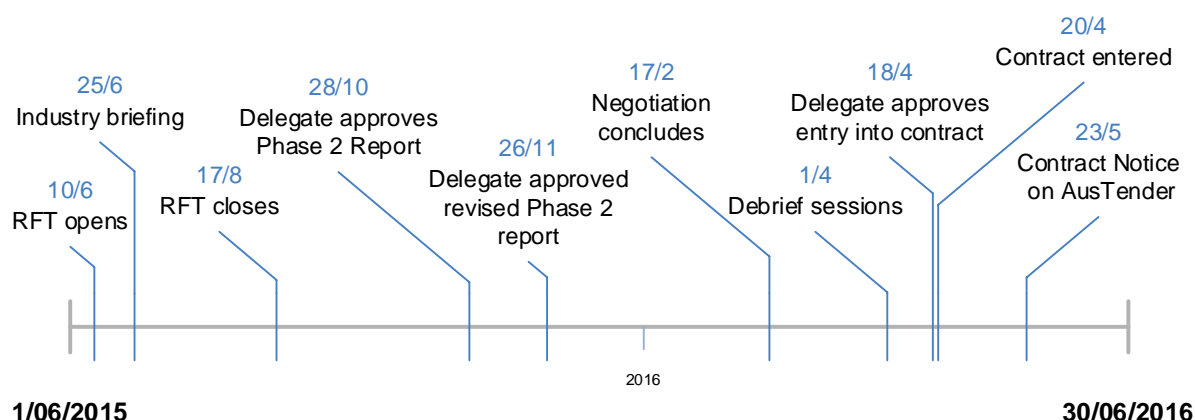 20/4
Contract entered
17/2
Negotiation
concludes
18/4
Delegate approves
entry into contract
25/6
Industry briefing
28/10
Delegate approves
Phase 2 Report
23/5
Contract Notice
on AusTender
26/11
Delegate approved
revised Phase 2
report
10/6
RFT opens
17/8
RFT closes
1/4
Debrief sessions
2016
1/06/2015
30/06/2016